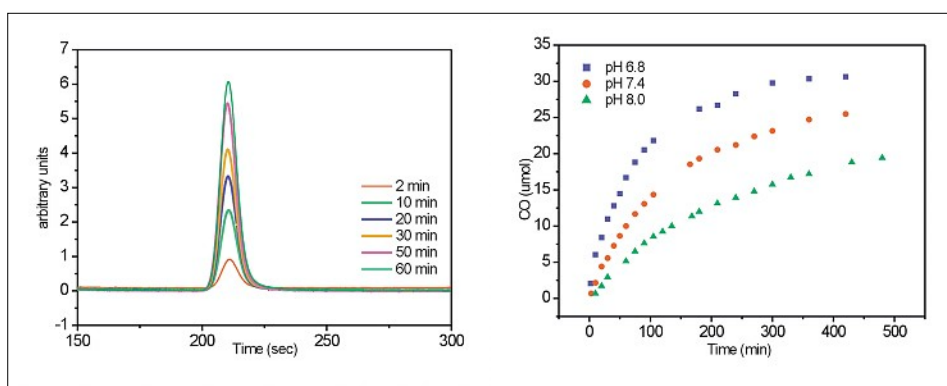 7
6
5
4
3
2
1
0
-1
arbitrary units
2 min
10 min
20 min
30 min
50 min
60 min
150 200 250 300
Time (sec)
35
30
25
20
15
10
5
0
CO (umol)
pH 6.8
pH 7.4
pH 8.0
0 100 200 300 400 500
Time (min)